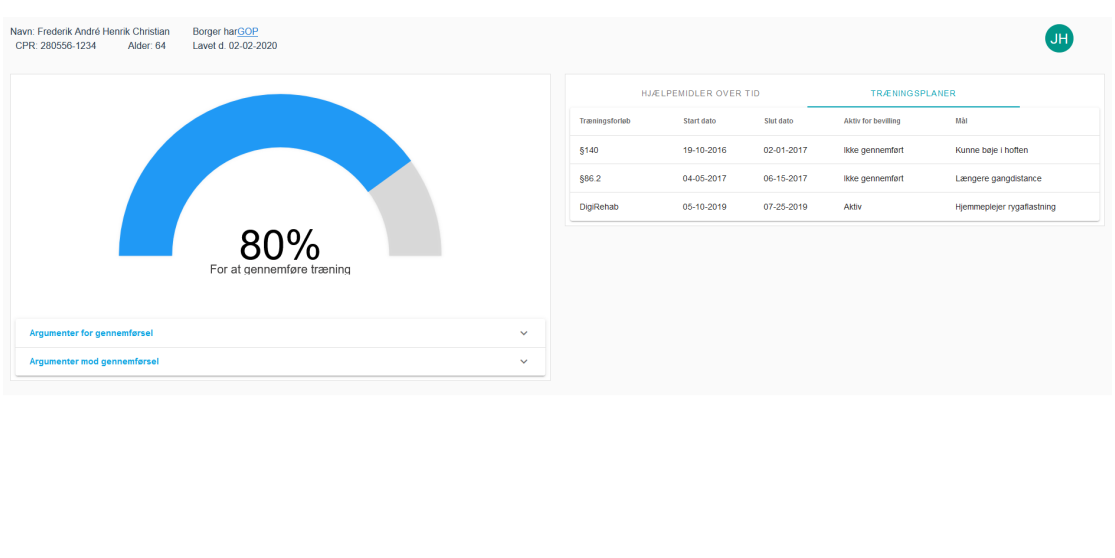 Navn: Frederik André Henrik Christian Borger harGOP
CPR: 280556-1234 Alder: 64 Lavet d. 02-02-2020
JH
80%
For at gennemføre træning
Argumenter for gennemførsel
Argumenter mod gennemførsel
HJÆLPEMIDLER OVER TID TRÆNINGSPLANER
Træningsforløb Start dato Slut dato Aktiv for bevilling Mål
§140 19-10-2016 02-01-2017 Ikke gennemført Kunne bøje i hoften
§86.2 04-05-2017 06-15-2017 Ikke gennemført Længere gangdistance
DigiRehab 05-10-2019 07-25-2019 Aktiv Hjemmeplejer rygaflastning